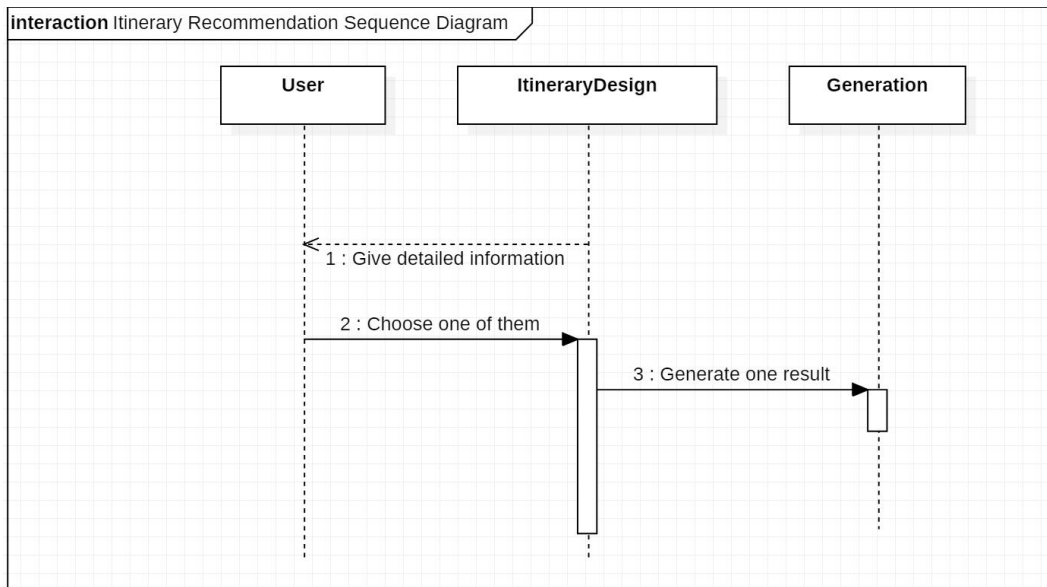 interaction Itinerary Recommendation Sequence Diagram
User
ItineraryDesign
Generation
1 : Give detailed information
2 : Choose one of them
3 : Generate one result